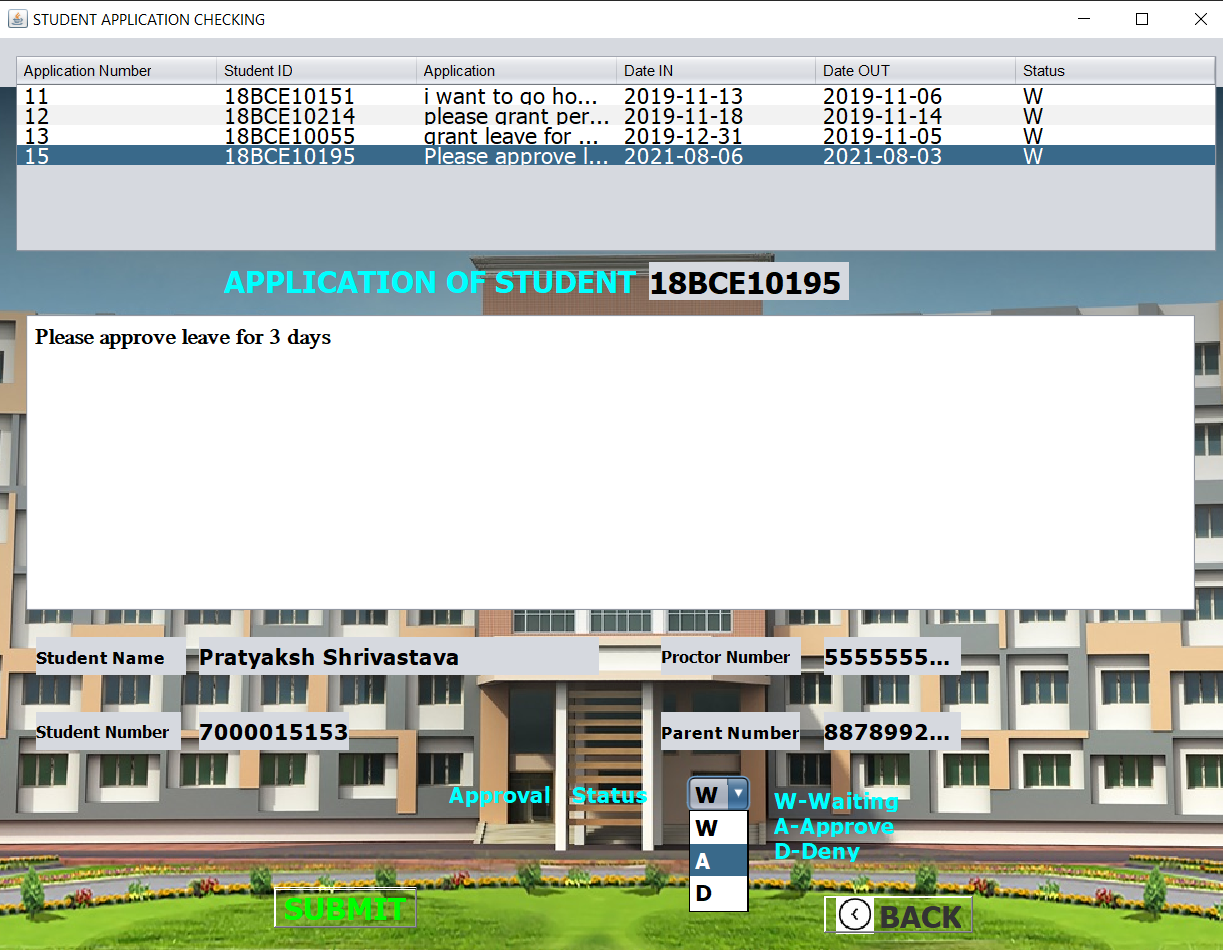 STUDENT APPLICATION CHECKING
Application Number Student ID Application Date IN Date OUT Status
11 18BCE10151 i want to go ho... 2019-11-13 2019-11-06 W
12 18BCE10214 please grant per... 2019-11-18 2019-11-14 W
13 18BCE10055 grant leave for ... 2019-12-31 2019-11-05 W
15 18BCE10195 Please approve l... 2021-08-06 2021-08-03 W
APPLICATION OF STUDENT 18BCE10195
Please approve leave for 3 days
Student Name Pratyaksh Shrivastava Proctor Number 5555555...
Student Number 7000015153 Parent Number 8878992...
Approval Status W W-Waiting
W A-Approve
A D-Deny
D
SUBMIT BACK